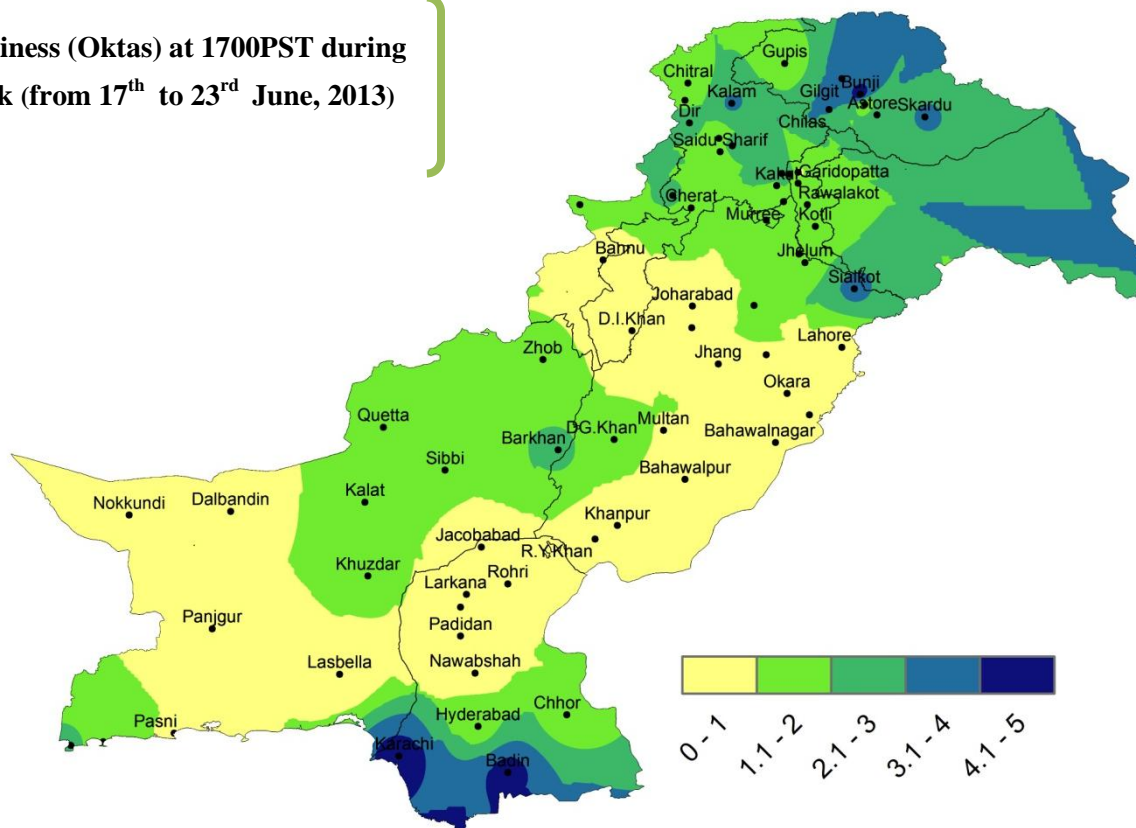 iness (Oktas) at 1700PST during
k (from 17th to 23rd June, 2013)
Gupis
Chitral
Bunji
Kalam
Gilgit
Astore
Skardu
Dir
Chilas
Saidu Sharif
Garidopatta
Kakul
Cherat
Rawalakot
Murree
Kotli
Bannu
Jhelum
Sialkot
Joharabad
D.I.Khan
Lahore
Zhob
Jhang
Okara
Quetta
Multan
D.G.Khan
Bahawalnagar
Barkhan
Sibbi
Bahawalpur
Kalat
Nokkundi
Dalbandin
Khanpur
Jacobabad
R.Y.Khan
Khuzdar
Rohri
Larkana
Panjgur
Padidan
Lasbella
Nawabshah
Chhor
Pasni
Hyderabad
Karachi
Badin
0 - 1
1.1 - 2
2.1 - 3
3.1 - 4
4.1 - 5